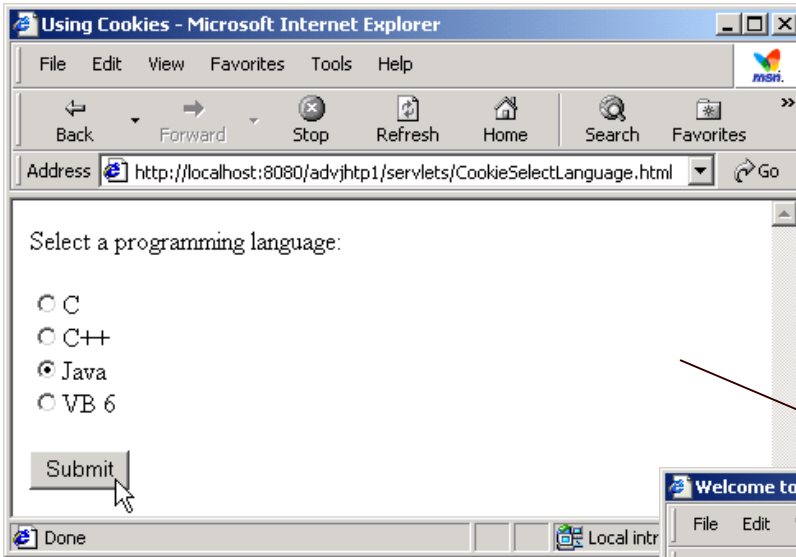 Using Cookies - Microsoft Internet Explorer
File Edit View Favorites Tools Help
msn.
Back Forward Stop Refresh Home Search Favorites »
Address http://localhost:8080/advjhtp1/servlets/CookieSelectLanguage.html Go
Select a programming language:
C
C++
Java
VB 6
Submit
Welcome to
File Edit
Done Local intr